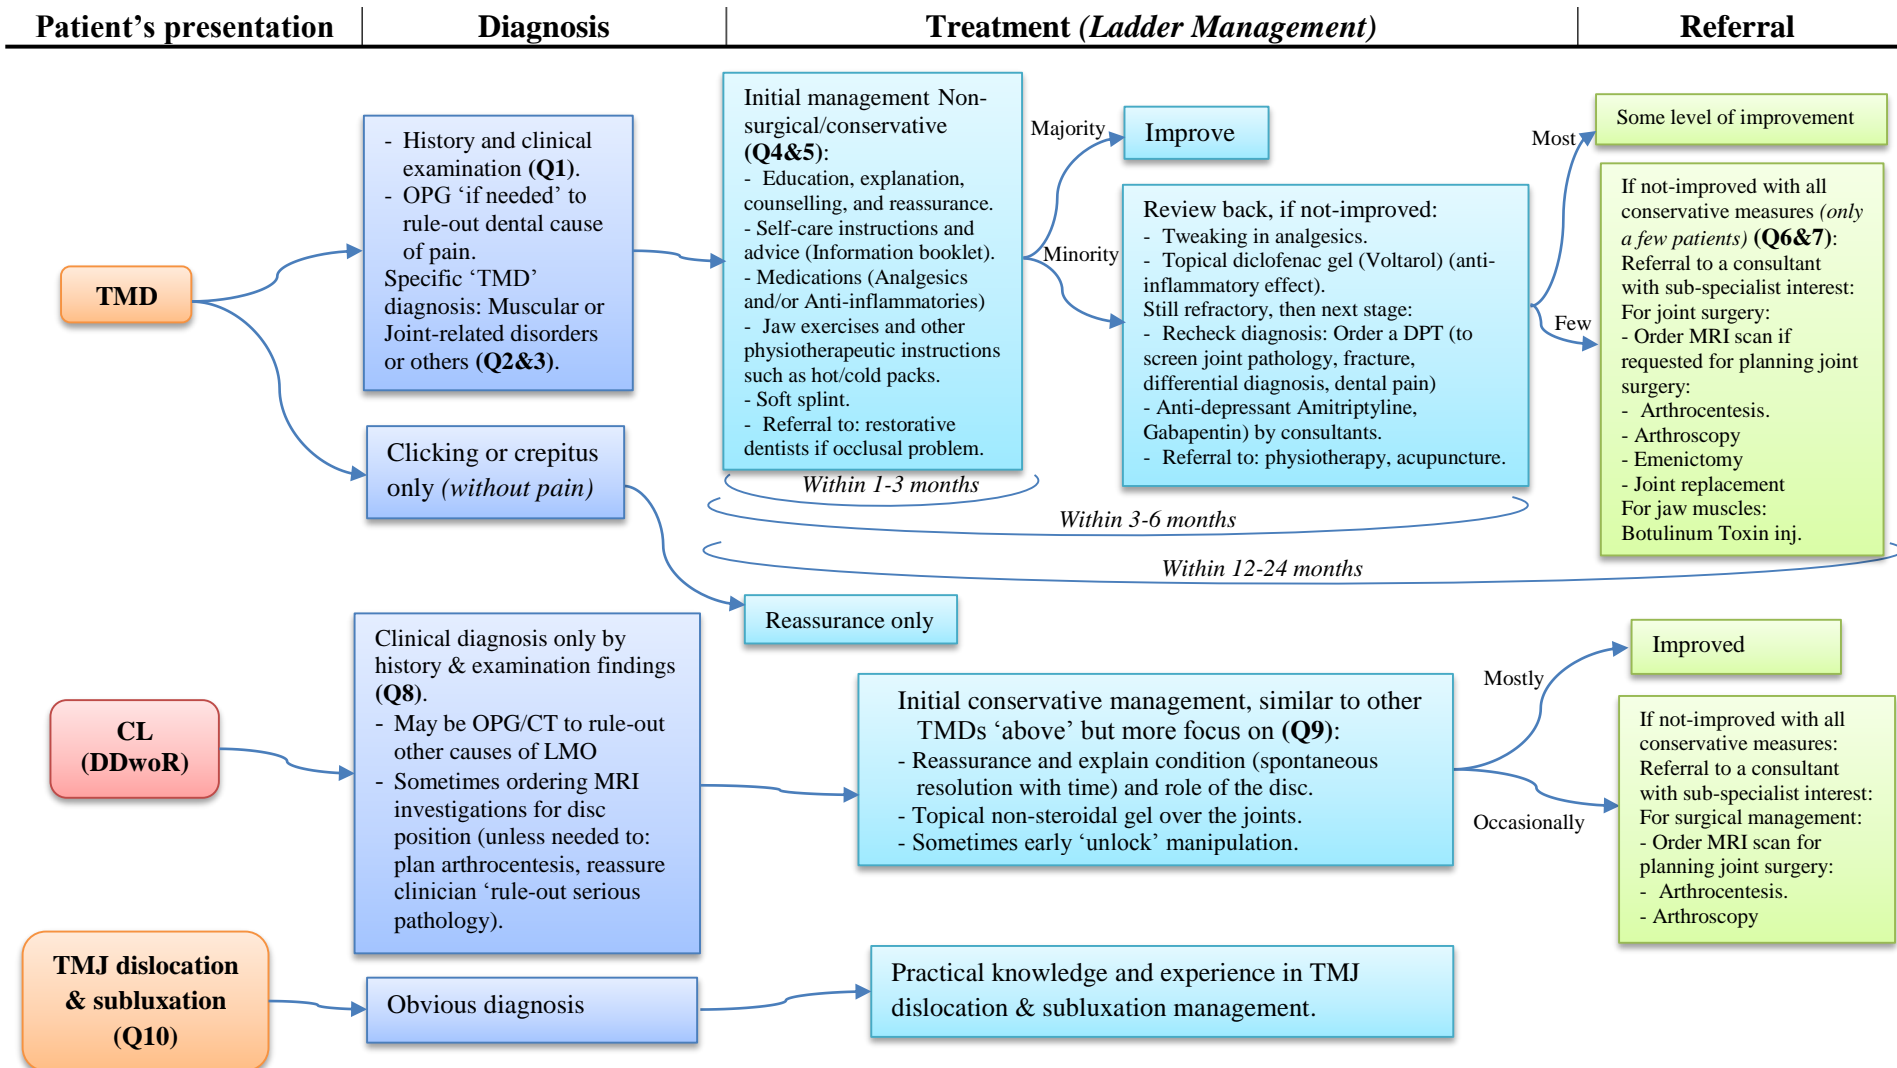 Patient's presentation
Diagnosis
Treatment (Ladder Management)
Referral
TMD
- History and clinical
examination (Q1).
- OPG ‘if needed’ to
rule-out dental cause
of pain.
Specific ‘TMD’
diagnosis: Muscular or
Joint-related disorders
or others (Q2&3).
Clicking or crepitus
only (without pain)
Initial management Non-
surgical/conservative
(Q4&5):
- Education, explanation,
counselling, and reassurance.
- Self-care instructions and
advice (Information booklet).
- Medications (Analgesics
and/or Anti-inflammatories)
- Jaw exercises and other
physiotherapeutic instructions
such as hot/cold packs.
- Soft splint.
- Referral to: restorative
dentists if occlusal problem.
Majority
Improve
Minority
Review back, if not-improved:
- Tweaking in analgesics.
- Topical diclofenac gel (Voltarol) (anti-
inflammatory effect).
Still refractory, then next stage:
- Recheck diagnosis: Order a DPT (to
screen joint pathology, fracture,
differential diagnosis, dental pain)
- Anti-depressant Amitriptyline,
Gabapentin) by consultants.
- Referral to: physiotherapy, acupuncture.
Most
Some level of improvement
Few
If not-improved with all
conservative measures (only
a few patients) (Q6&7):
Referral to a consultant
with sub-specialist interest:
For joint surgery:
- Order MRI scan if
requested for planning joint
surgery:
- Arthrocentesis.
- Arthroscopy
- Emenictomy
- Joint replacement
For jaw muscles:
Botulinum Toxin inj.
Within 1-3 months
Within 3-6 months
Within 12-24 months
Reassurance only
CL
(DDwoR)
Clinical diagnosis only by
history & examination findings
(Q8).
- May be OPG/CT to rule-out
other causes of LMO
- Sometimes ordering MRI
investigations for disc
position (unless needed to:
plan arthrocentesis, reassure
clinician ‘rule-out serious
pathology).
Initial conservative management, similar to other
TMDs ‘above’ but more focus on (Q9):
- Reassurance and explain condition (spontaneous
resolution with time) and role of the disc.
- Topical non-steroidal gel over the joints.
- Sometimes early ‘unlock’ manipulation.
Mostly
Improved
Occasionally
If not-improved with all
conservative measures:
Referral to a consultant
with sub-specialist interest:
For surgical management:
- Order MRI scan for
planning joint surgery:
- Arthrocentesis.
- Arthroscopy
TMJ dislocation
& subluxation
(Q10)
Obvious diagnosis
Practical knowledge and experience in TMJ
dislocation & subluxation management.